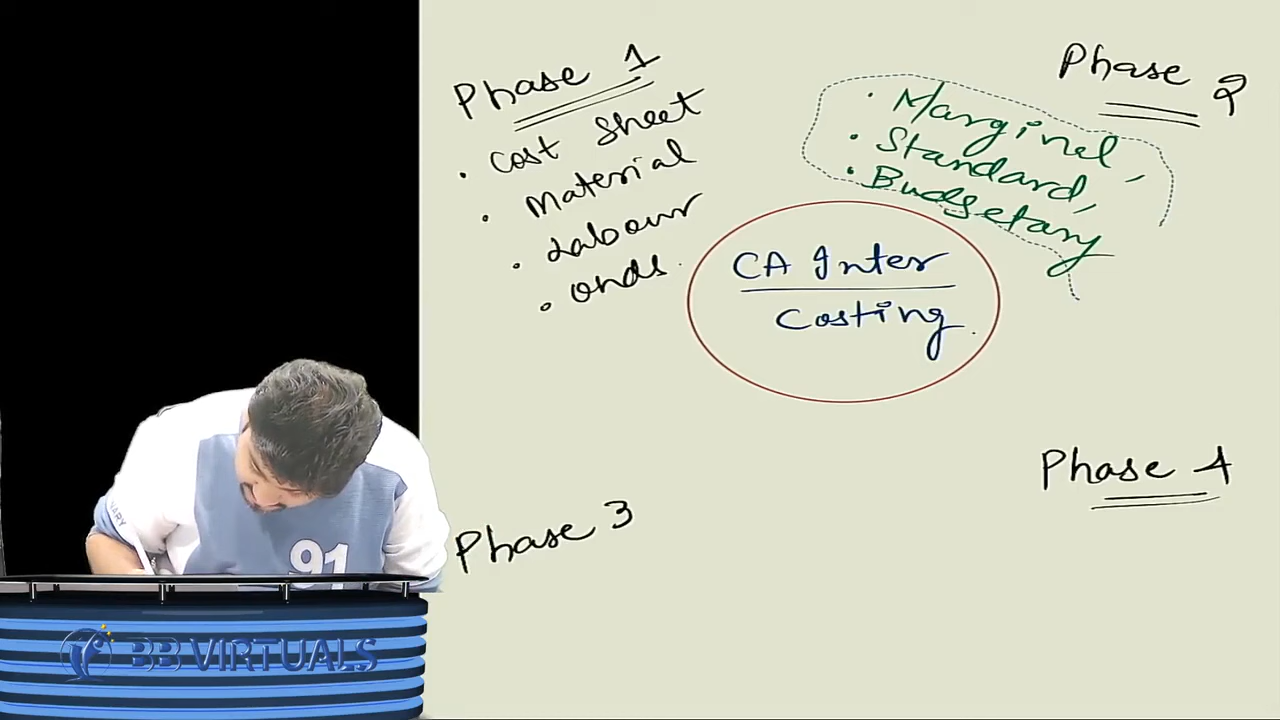 Phase 1
• Cost Sheet
• Material
• Labour
• OHds.
Phase 2
• Marginal,
• Standard,
• Budgetary
CA Inter
Costing.
Phase 3
Phase 4
91
BB VIRTUALS